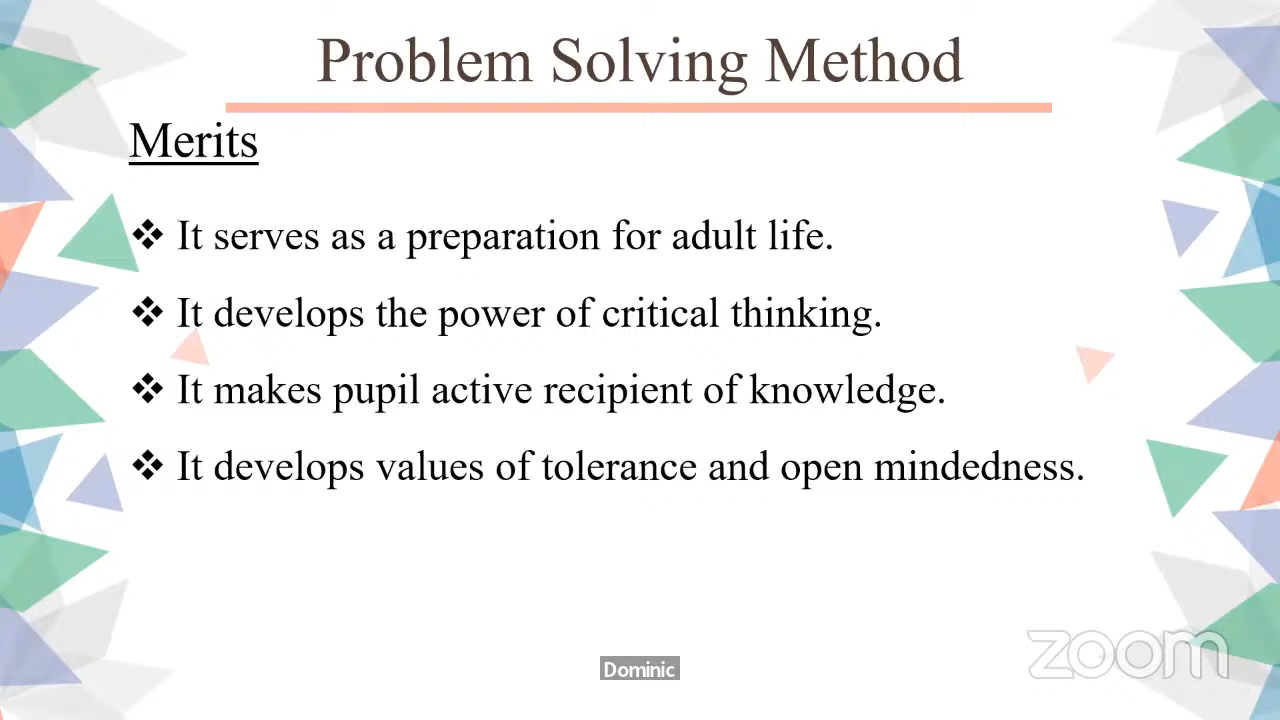 Problem Solving Method
Merits
❖ It serves as a preparation for adult life.
❖ It develops the power of critical thinking.
❖ It makes pupil active recipient of knowledge.
❖ It develops values of tolerance and open mindedness.
zoom
Dominic